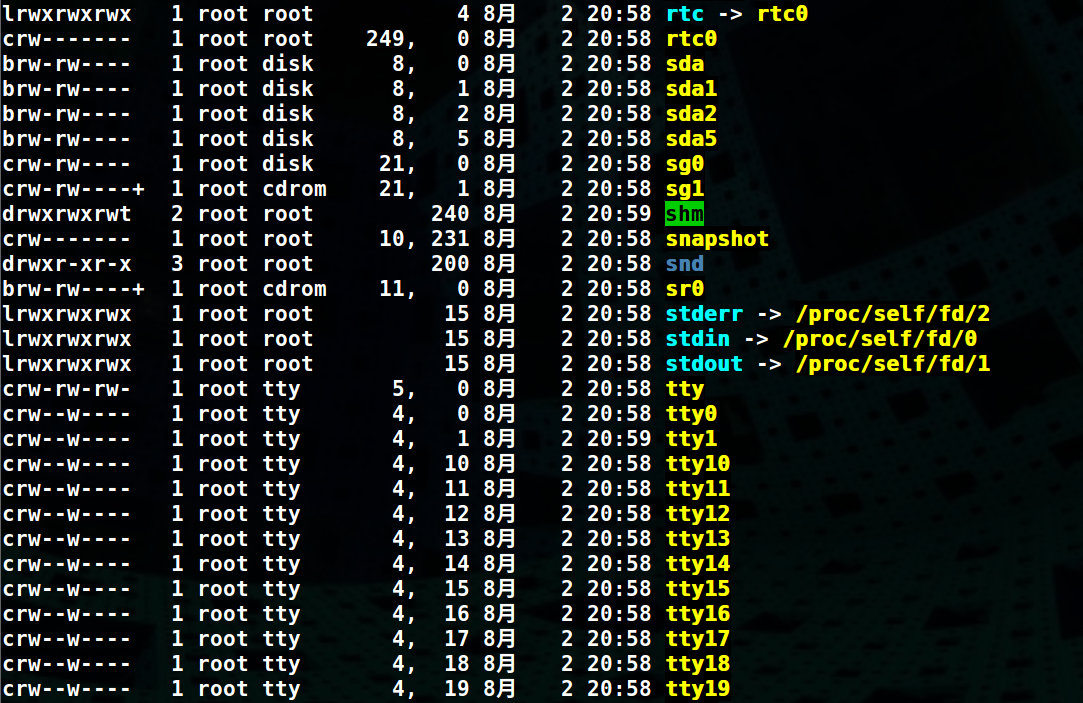 lrwxrwxrwx   1 root root           4 8月   2 20:58 rtc -> rtc0
crw-------   1 root root    249,   0 8月   2 20:58 rtc0
brw-rw----   1 root disk      8,   0 8月   2 20:58 sda
brw-rw----   1 root disk      8,   1 8月   2 20:58 sda1
brw-rw----   1 root disk      8,   2 8月   2 20:58 sda2
brw-rw----   1 root disk      8,   5 8月   2 20:58 sda5
crw-rw----   1 root disk     21,   0 8月   2 20:58 sg0
crw-rw----+  1 root cdrom    21,   1 8月   2 20:58 sg1
drwxrwxrwt   2 root root         240 8月   2 20:59 shm
crw-------   1 root root     10, 231 8月   2 20:58 snapshot
drwxr-xr-x   3 root root         200 8月   2 20:58 snd
brw-rw----+  1 root cdrom    11,   0 8月   2 20:58 sr0
lrwxrwxrwx   1 root root          15 8月   2 20:58 stderr -> /proc/self/fd/2
lrwxrwxrwx   1 root root          15 8月   2 20:58 stdin -> /proc/self/fd/0
lrwxrwxrwx   1 root root          15 8月   2 20:58 stdout -> /proc/self/fd/1
crw-rw-rw-   1 root tty       5,   0 8月   2 20:58 tty
crw--w----   1 root tty       4,   0 8月   2 20:58 tty0
crw--w----   1 root tty       4,   1 8月   2 20:59 tty1
crw--w----   1 root tty       4,  10 8月   2 20:58 tty10
crw--w----   1 root tty       4,  11 8月   2 20:58 tty11
crw--w----   1 root tty       4,  12 8月   2 20:58 tty12
crw--w----   1 root tty       4,  13 8月   2 20:58 tty13
crw--w----   1 root tty       4,  14 8月   2 20:58 tty14
crw--w----   1 root tty       4,  15 8月   2 20:58 tty15
crw--w----   1 root tty       4,  16 8月   2 20:58 tty16
crw--w----   1 root tty       4,  17 8月   2 20:58 tty17
crw--w----   1 root tty       4,  18 8月   2 20:58 tty18
crw--w----   1 root tty       4,  19 8月   2 20:58 tty19